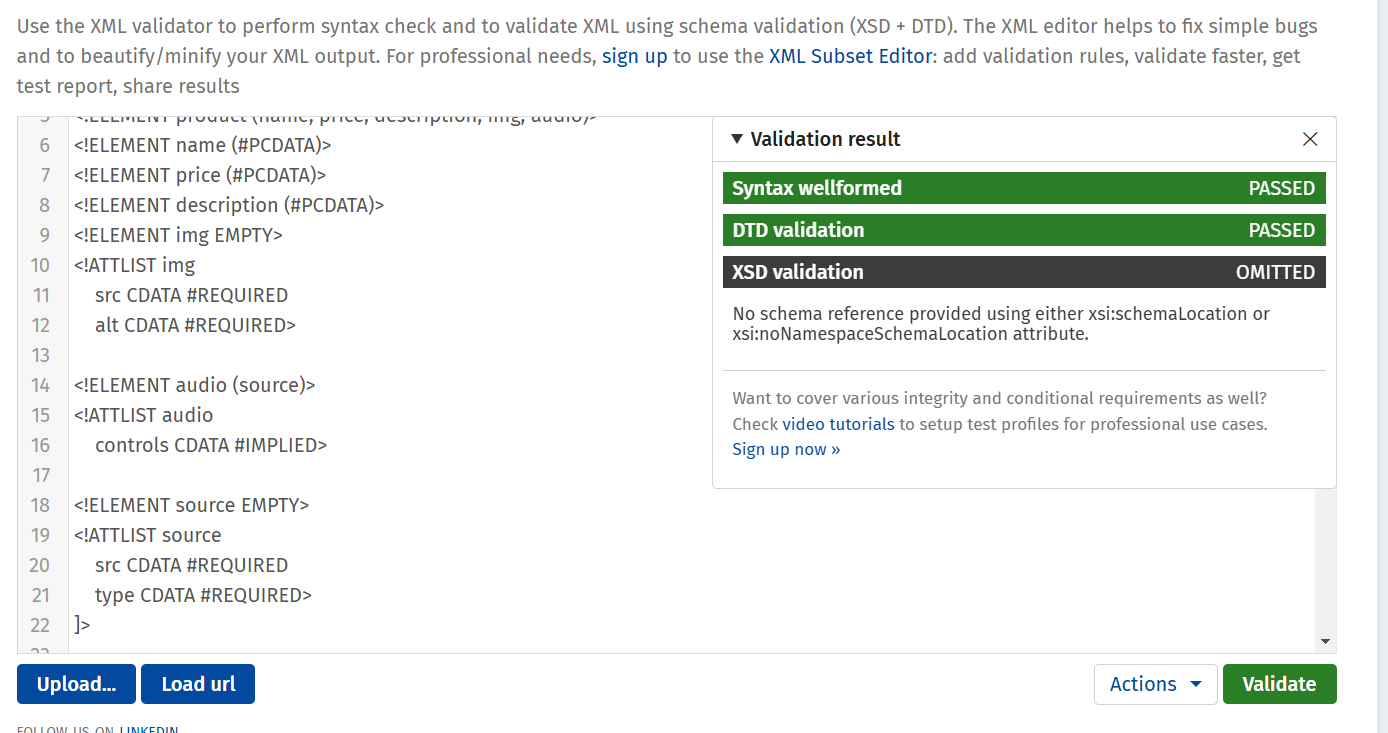 Use the XML validator to perform syntax check and to validate XML using schema validation (XSD + DTD). The XML editor helps to fix simple bugs
and to beautify/minify your XML output. For professional needs, sign up to use the XML Subset Editor: add validation rules, validate faster, get
test report, share results
5 <!ELEMENT product (name, price, description, img, audio)>
6 <!ELEMENT name (#PCDATA)>
7 <!ELEMENT price (#PCDATA)>
8 <!ELEMENT description (#PCDATA)>
9 <!ELEMENT img EMPTY>
10 <!ATTLIST img
11 src CDATA #REQUIRED
12 alt CDATA #REQUIRED>
13
14 <!ELEMENT audio (source)>
15 <!ATTLIST audio
16 controls CDATA #IMPLIED>
17
18 <!ELEMENT source EMPTY>
19 <!ATTLIST source
20 src CDATA #REQUIRED
21 type CDATA #REQUIRED>
22 ]>
23
Validation result
Syntax wellformed PASSED
DTD validation PASSED
XSD validation OMITTED
No schema reference provided using either xsi:schemaLocation or
xsi:noNamespaceSchemaLocation attribute.
Want to cover various integrity and conditional requirements as well?
Check video tutorials to setup test profiles for professional use cases.
Sign up now »
Upload... Load url Actions Validate
FOLLOW US ON LINKEDIN